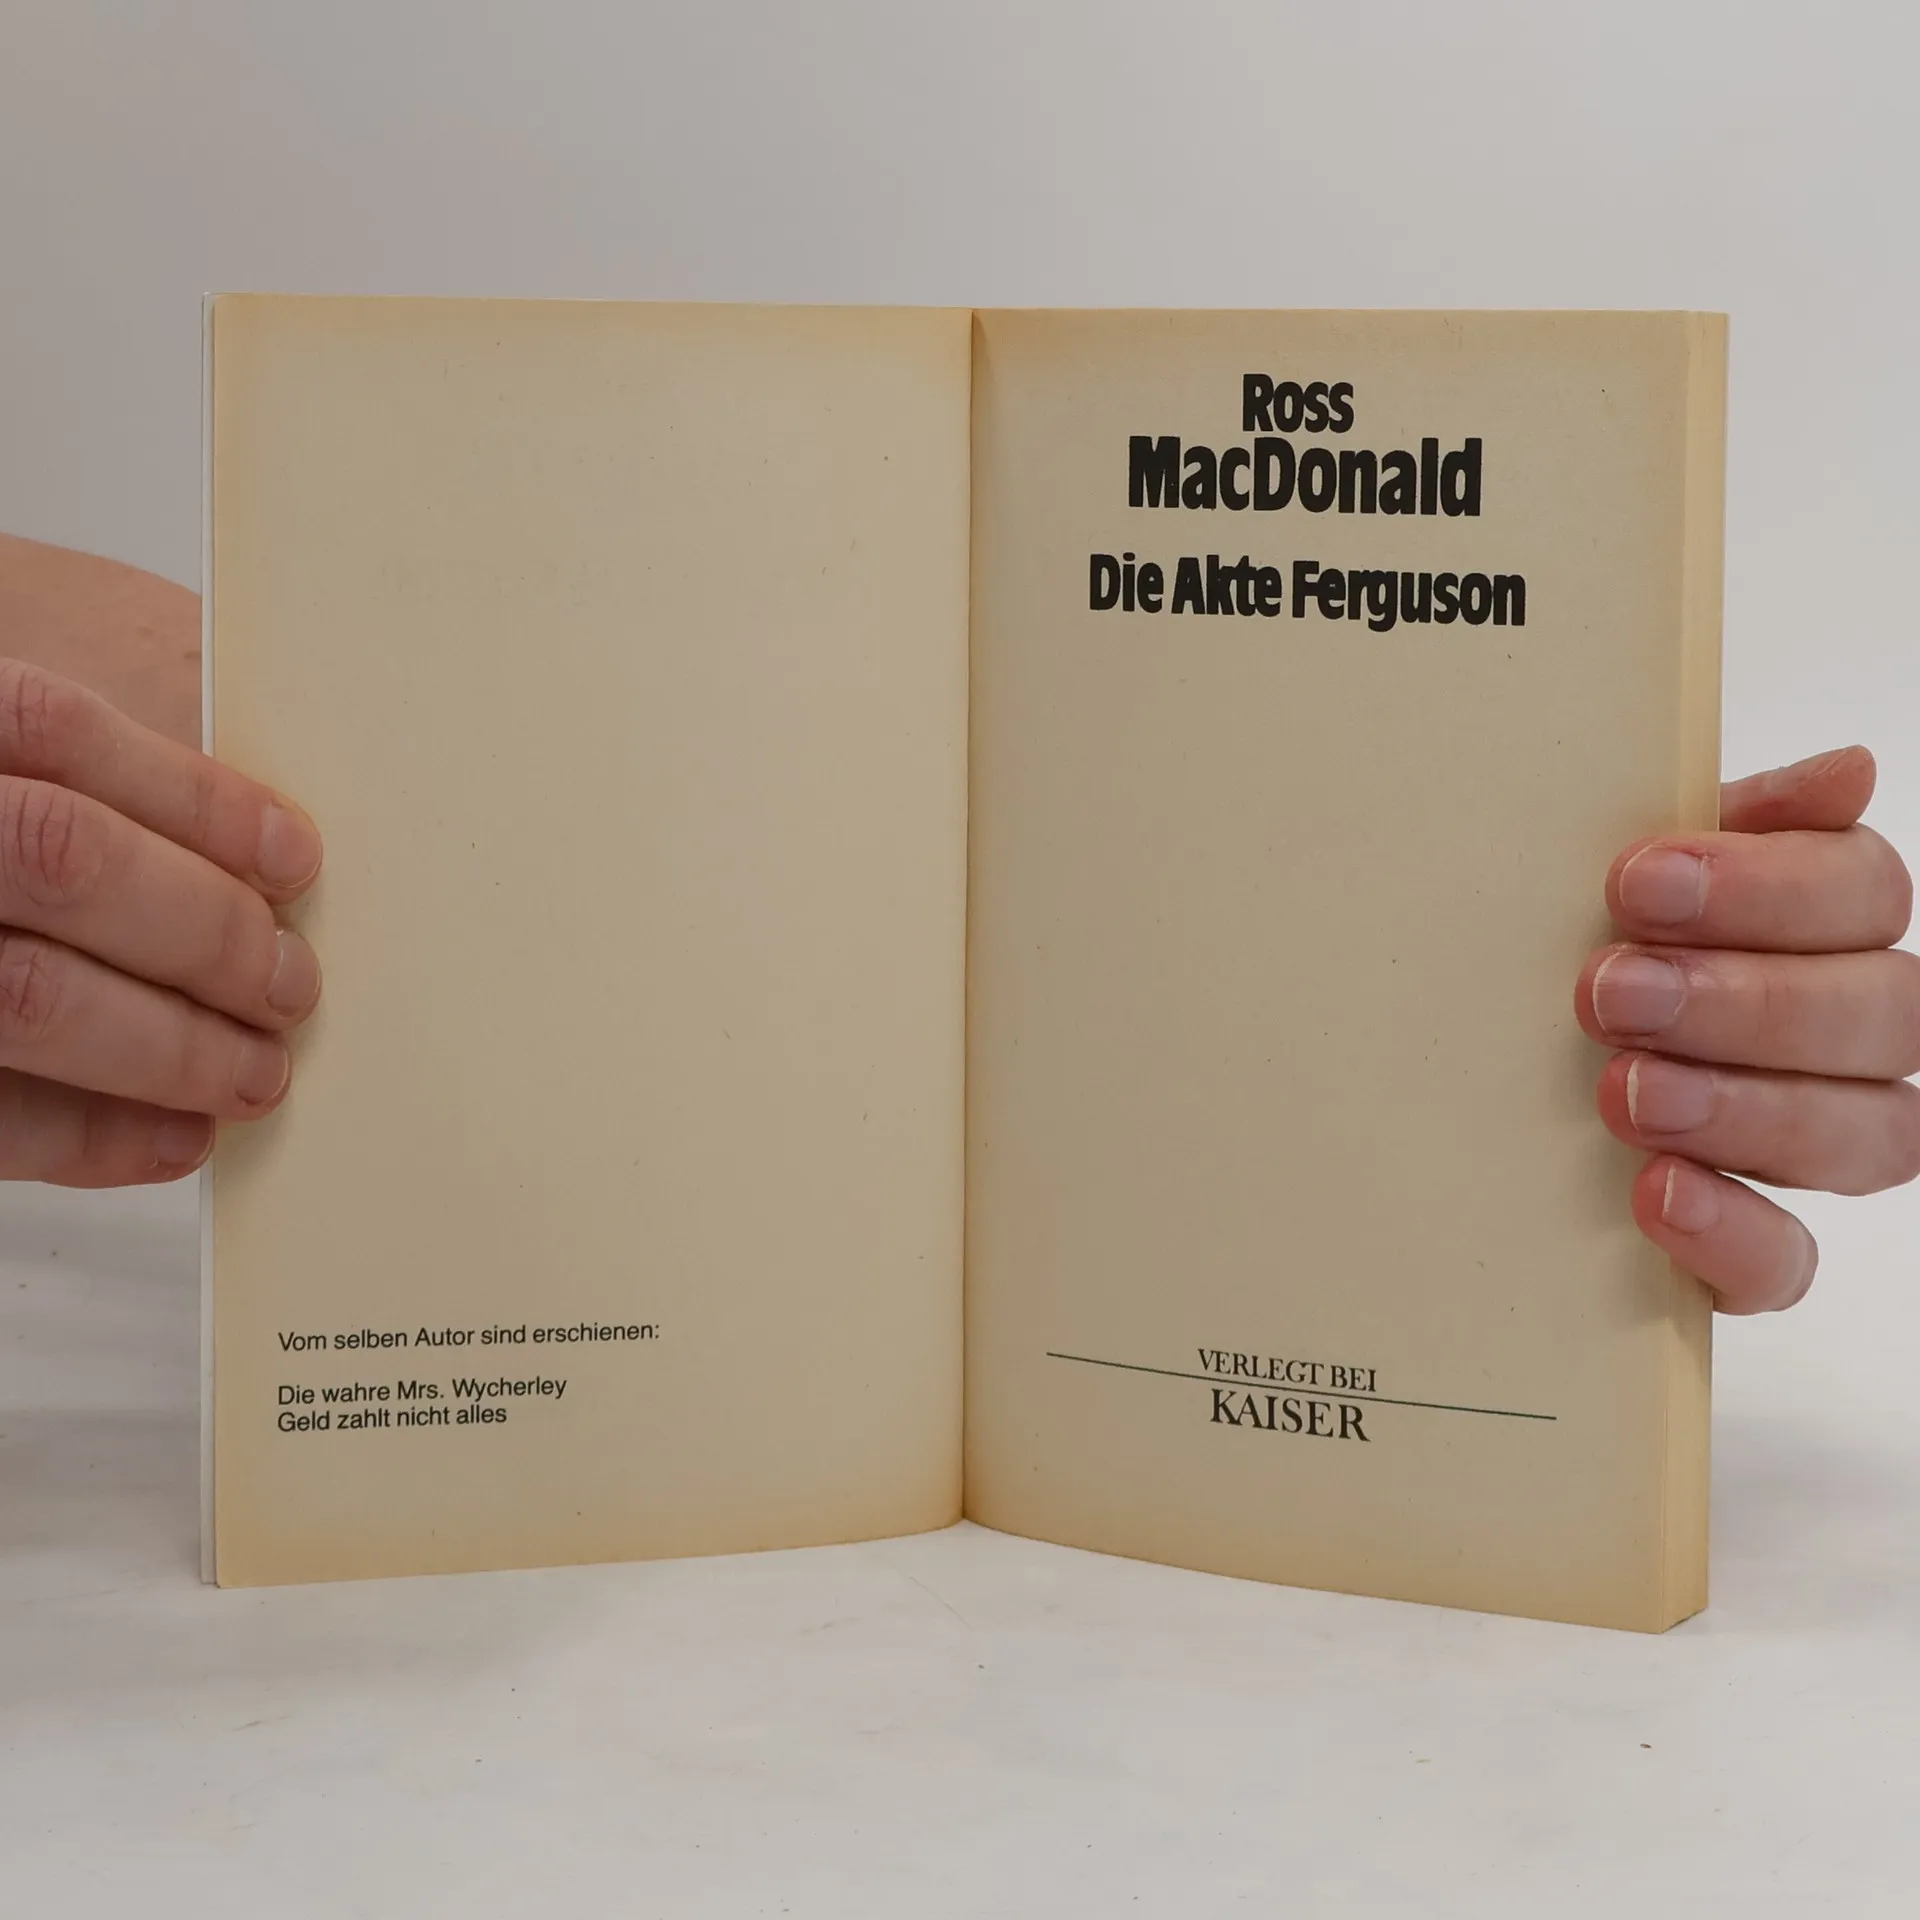 Vom selben Autor sind erschienen:
Die wahre Mrs. Wycherley
Geld zahlt nicht alles
Ross
MacDonald
Die Akte Ferguson
VERLEGT BEI
KAISER